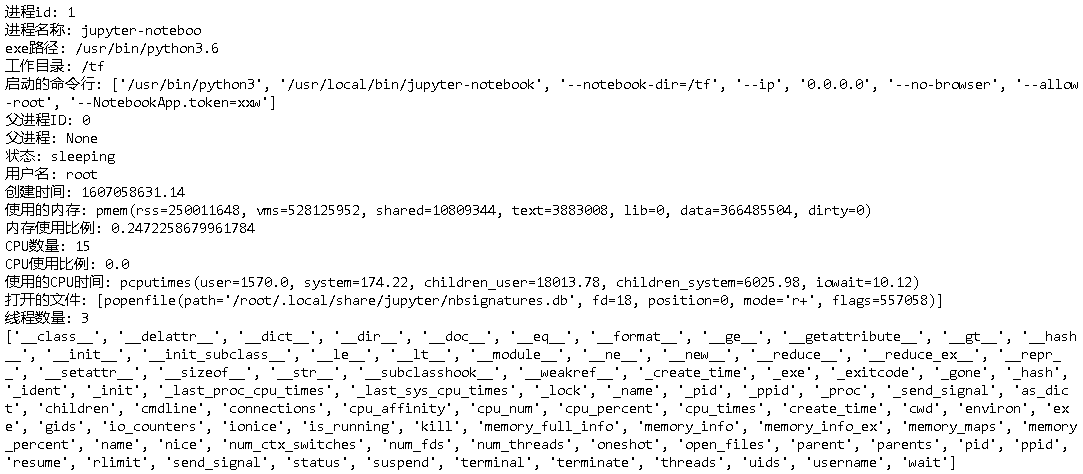 进程id: 1
进程名称: jupyter-noteboo
exe路径: /usr/bin/python3.6
工作目录: /tf
启动的命令行: ['/usr/bin/python3', '/usr/local/bin/jupyter-notebook', '--notebook-dir=/tf', '--ip', '0.0.0.0', '--no-browser', '--allow
-root', '--NotebookApp.token=xxw']
父进程ID: 0
父进程: None
状态: sleeping
用户名: root
创建时间: 1607058631.14
使用的内存: pmem(rss=250011648, vms=528125952, shared=10809344, text=3883008, lib=0, data=366485504, dirty=0)
内存使用比例: 0.2472258679961784
CPU数量: 15
CPU使用比例: 0.0
使用的CPU时间: pcputimes(user=1570.0, system=174.22, children_user=18013.78, children_system=6025.98, iowait=10.12)
打开的文件: [popenfile(path='/root/.local/share/jupyter/nbsignatures.db', fd=18, position=0, mode='r+', flags=557058)]
线程数量: 3
['__class__', '__delattr__', '__dict__', '__dir__', '__doc__', '__eq__', '__format__', '__ge__', '__getattribute__', '__gt__', '__hash
__', '__init__', '__init_subclass__', '__le__', '__lt__', '__module__', '__ne__', '__new__', '__reduce__', '__reduce_ex__', '__repr_
_', '__setattr__', '__sizeof__', '__str__', '__subclasshook__', '__weakref__', '_create_time', '_exe', '_exitcode', '_gone', '_hash',
'_ident', '_init', '_last_proc_cpu_times', '_last_sys_cpu_times', '_lock', '_name', '_pid', '_ppid', '_proc', '_send_signal', 'as_di
ct', 'children', 'cmdline', 'connections', 'cpu_affinity', 'cpu_num', 'cpu_percent', 'cpu_times', 'create_time', 'cwd', 'environ', 'ex
e', 'gids', 'io_counters', 'ionice', 'is_running', 'kill', 'memory_full_info', 'memory_info', 'memory_info_ex', 'memory_maps', 'memory
_percent', 'name', 'nice', 'num_ctx_switches', 'num_fds', 'num_threads', 'oneshot', 'open_files', 'parent', 'parents', 'pid', 'ppid',
'resume', 'rlimit', 'send_signal', 'status', 'suspend', 'terminal', 'terminate', 'threads', 'uids', 'username', 'wait']